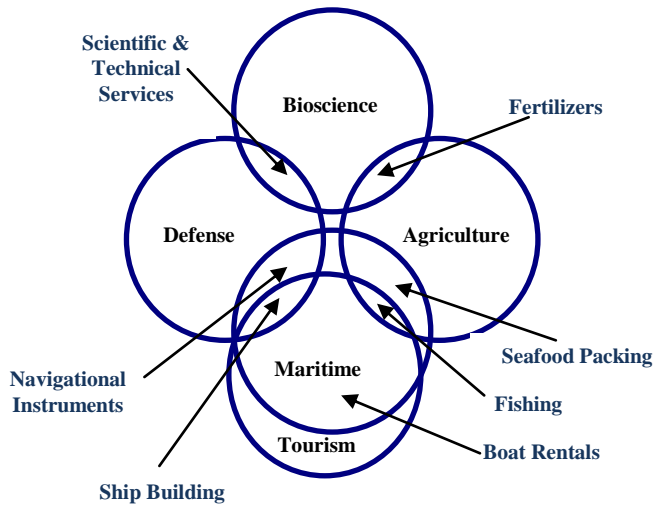 Scientific &
Technical
Services
Bioscience
Fertilizers
Defense
Agriculture
Seafood Packing
Maritime
Navigational
Instruments
Fishing
Tourism
Boat Rentals
Ship Building